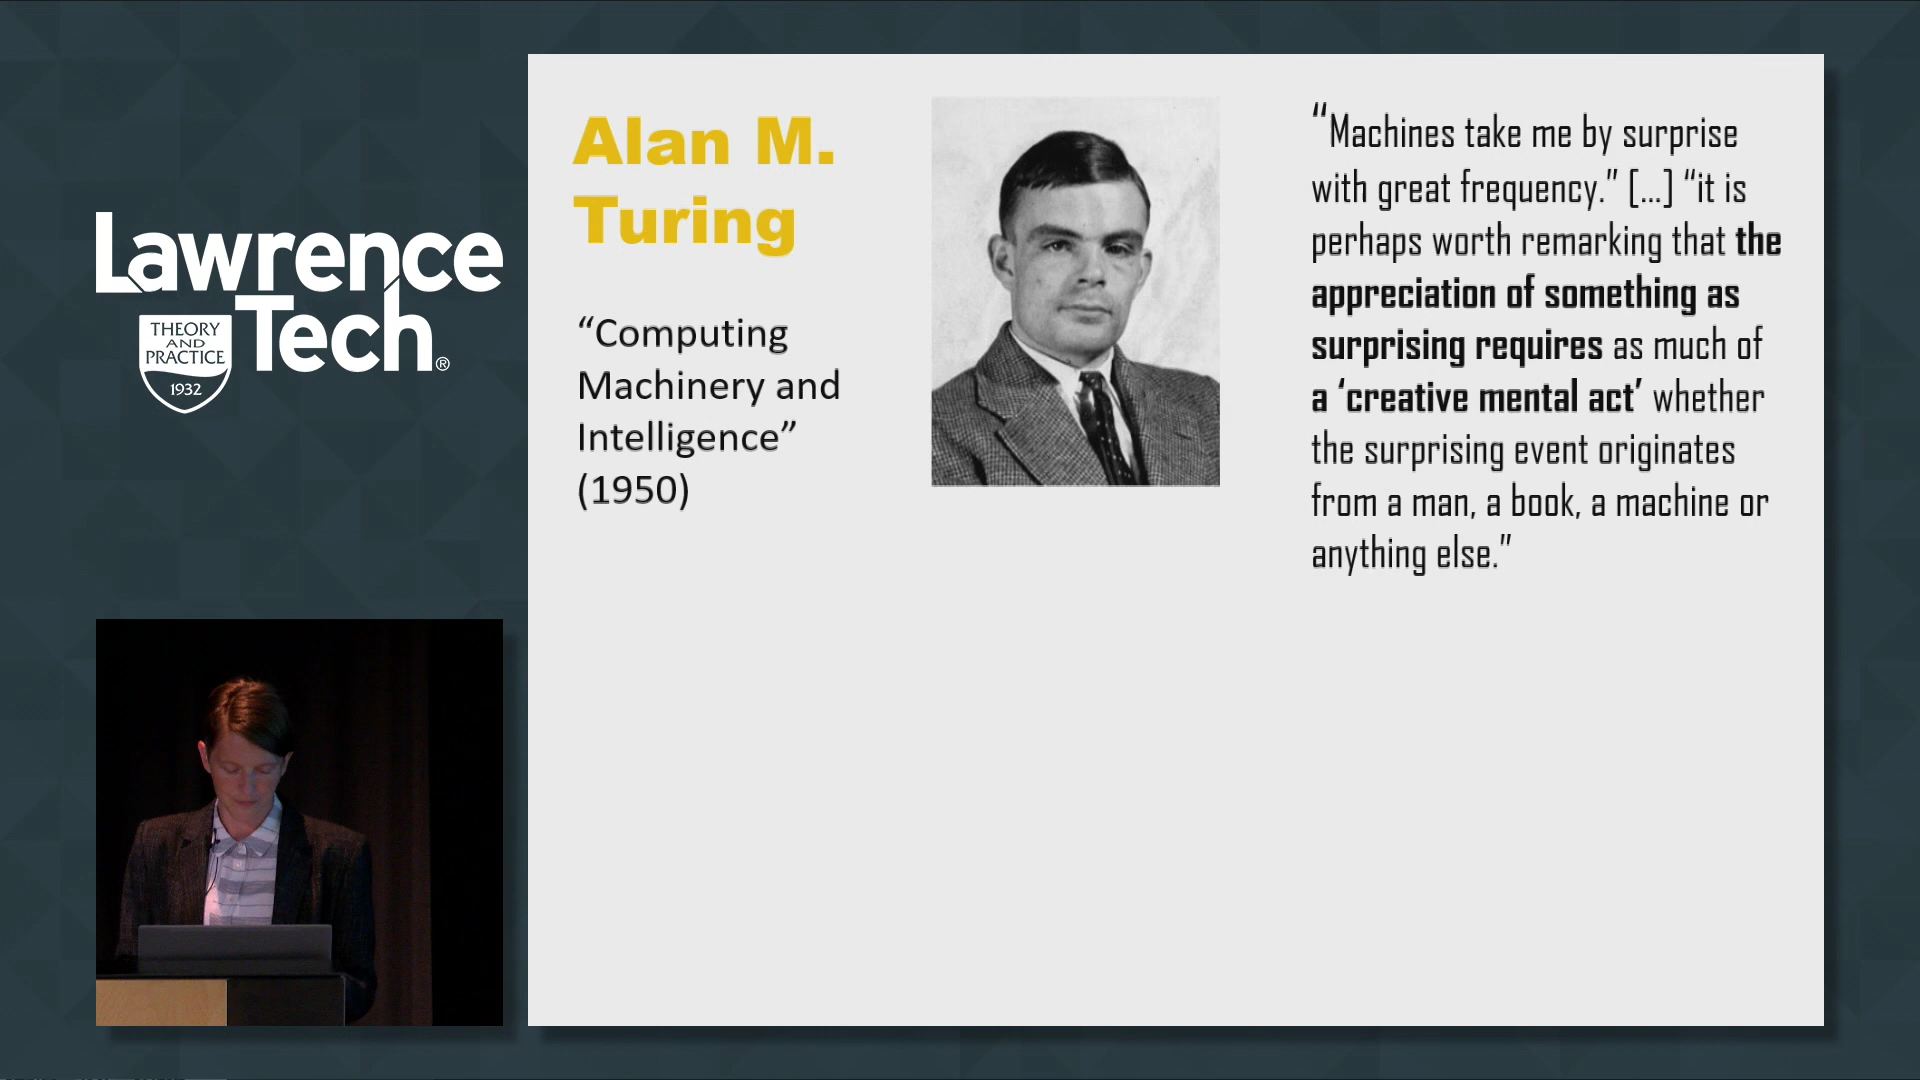 Lawrence
Tech®
THEORY
AND
PRACTICE
1932
Alan M.
Turing
“Computing
Machinery and
Intelligence”
(1950)
“Machines take me by surprise
with great frequency.” [...] “it is
perhaps worth remarking that the
appreciation of something as
surprising requires as much of
a ‘creative mental act’ whether
the surprising event originates
from a man, a book, a machine or
anything else.”